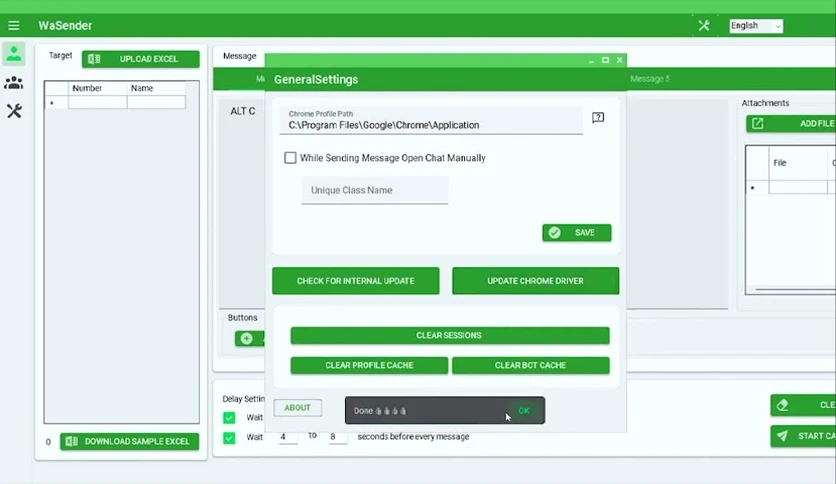 WaSender
English
Target
UPLOAD EXCEL
Number
Name
0
DOWNLOAD SAMPLE EXCEL
Message
Message 5
ALT C
GeneralSettings
Chrome Profile Path
C:\Program Files\Google\Chrome\Application
While Sending Message Open Chat Manually
Unique Class Name
SAVE
CHECK FOR INTERNAL UPDATE
UPDATE CHROME DRIVER
CLEAR SESSIONS
CLEAR PROFILE CACHE
CLEAR BOT CACHE
ABOUT
Done
OK
Attachments
ADD FILE
File
Buttons
Delay Settin
Wait
Wait 4 to 8 seconds before every message
CLE
START CA